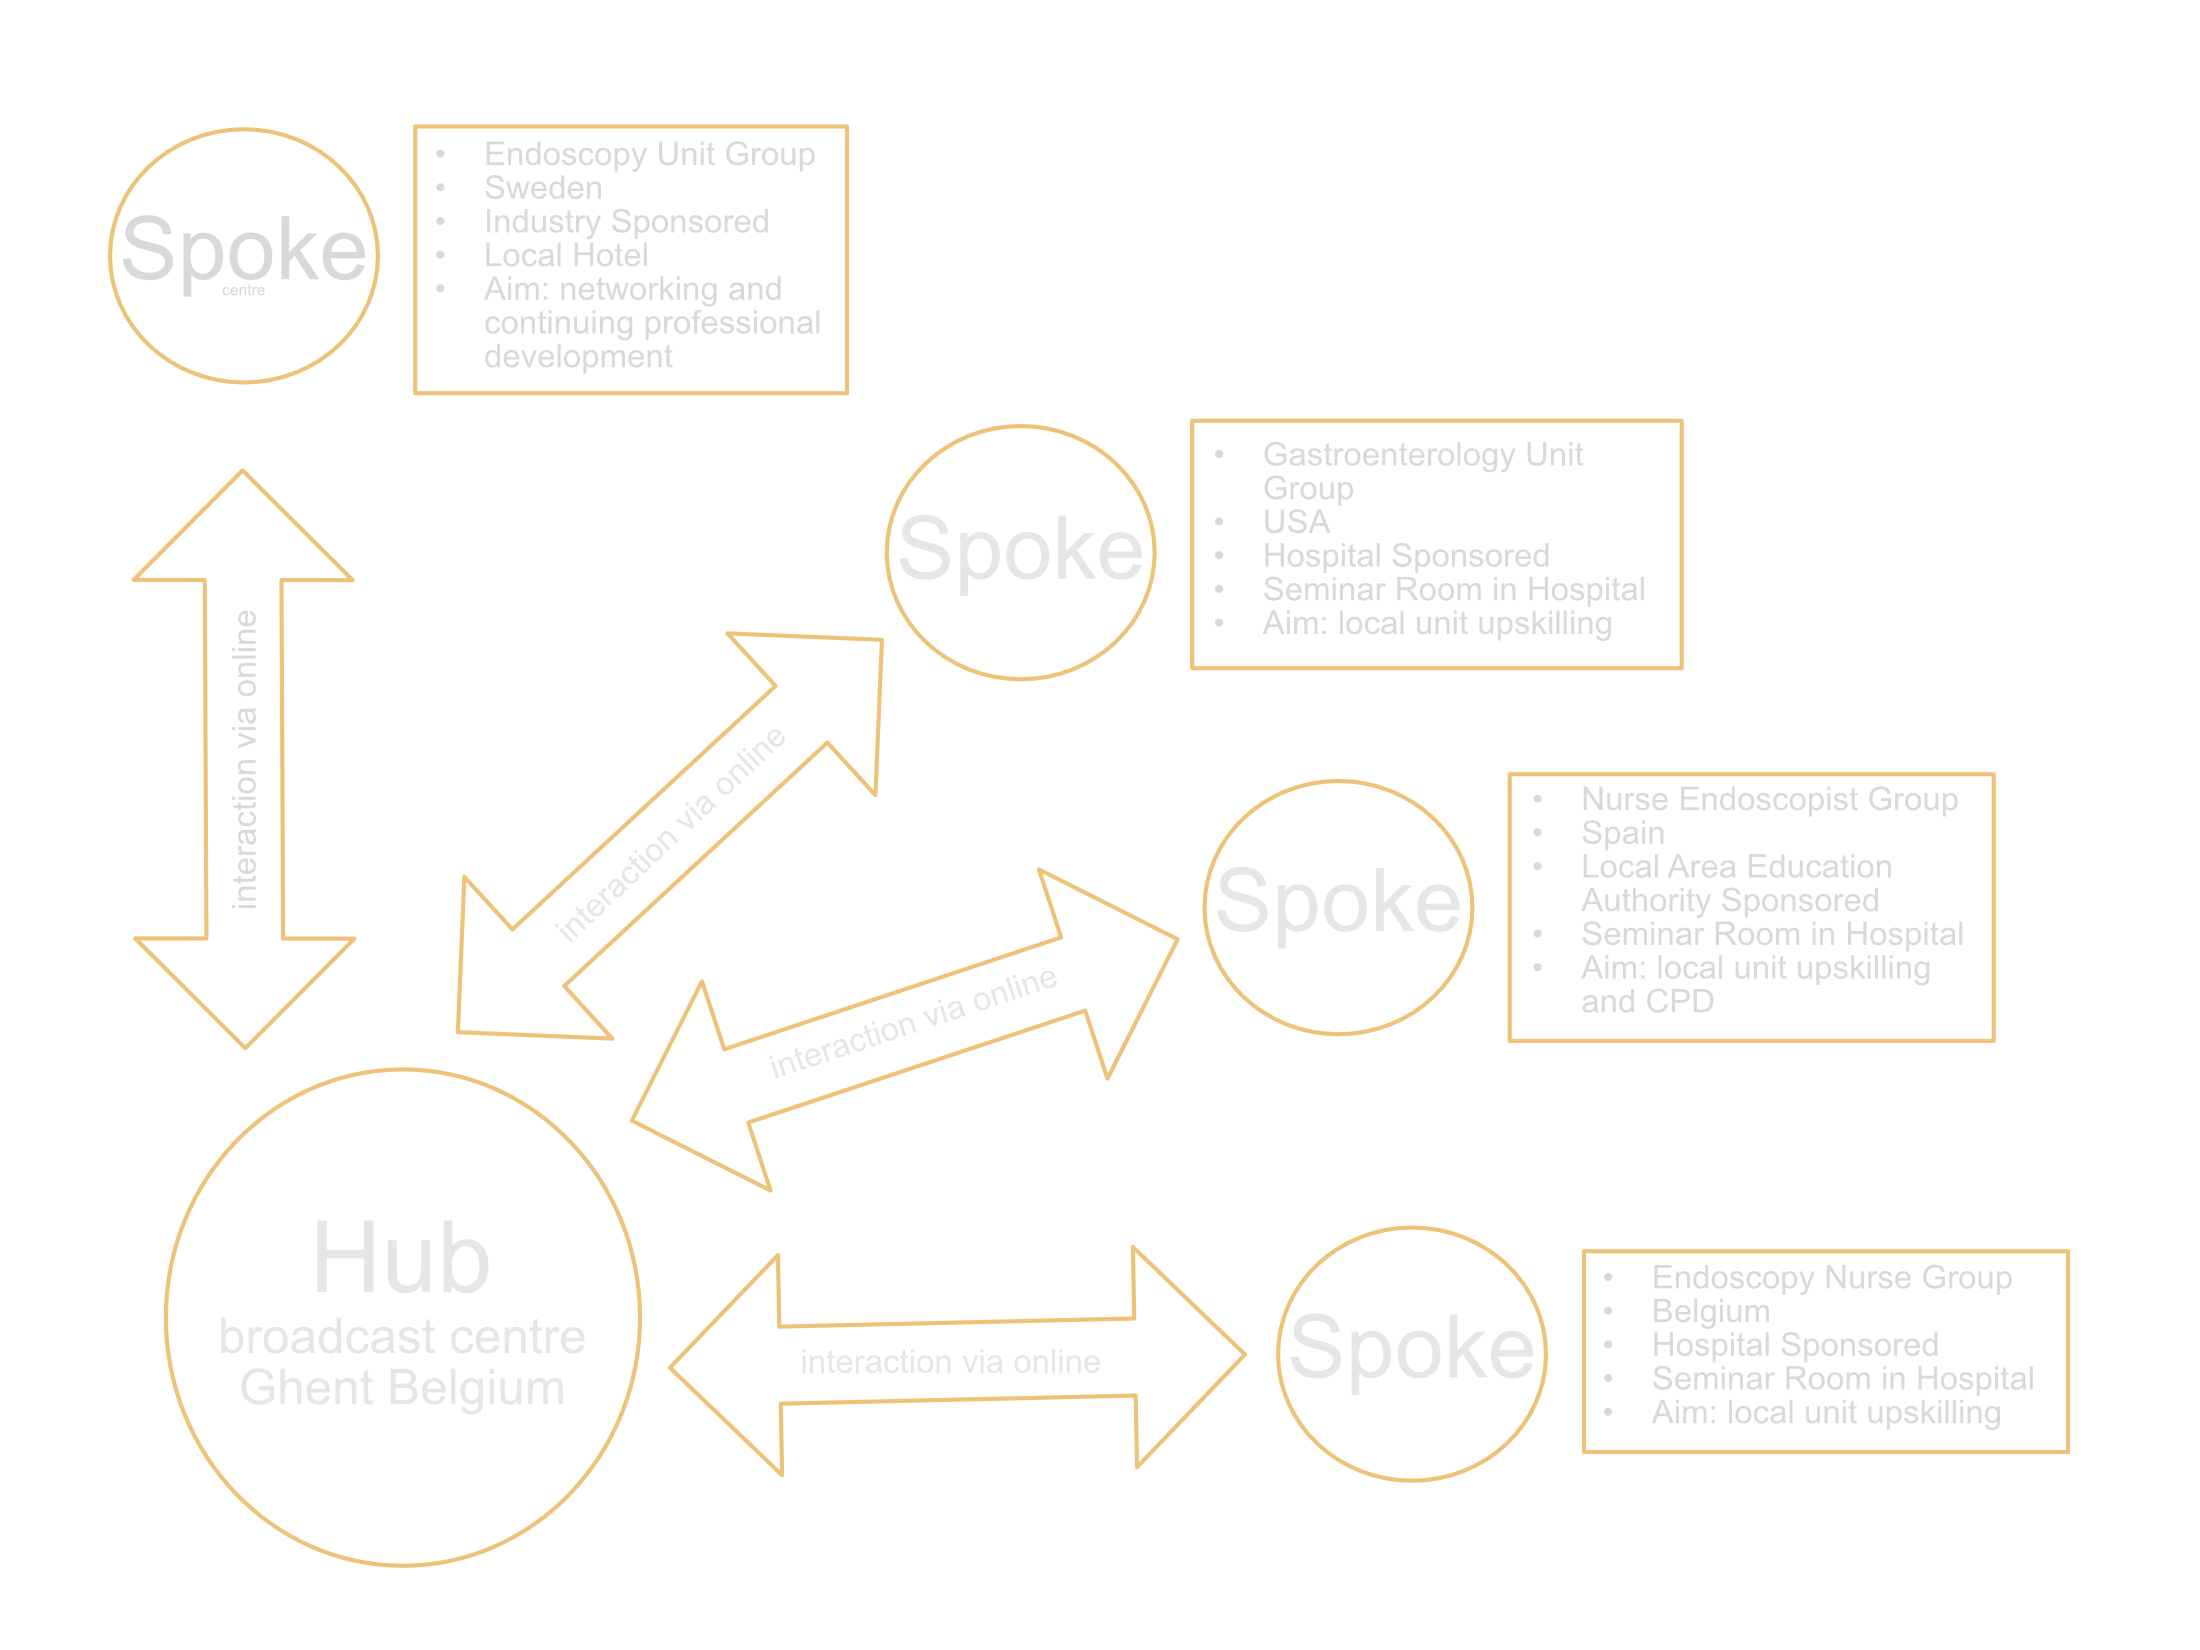 Spoke
centre
• Endoscopy Unit Group
• Sweden
• Industry Sponsored
• Local Hotel
• Aim: networking and
continuing professional
development
Spoke
• Gastroenterology Unit
Group
• USA
• Hospital Sponsored
• Seminar Room in Hospital
• Aim: local unit upskilling
interaction via online
interaction via online
Spoke
• Nurse Endoscopist Group
• Spain
• Local Area Education
Authority Sponsored
• Seminar Room in Hospital
• Aim: local unit upskilling
and CPD
interaction via online
Hub
broadcast centre
Ghent Belgium
interaction via online
Spoke
• Endoscopy Nurse Group
• Belgium
• Hospital Sponsored
• Seminar Room in Hospital
• Aim: local unit upskilling